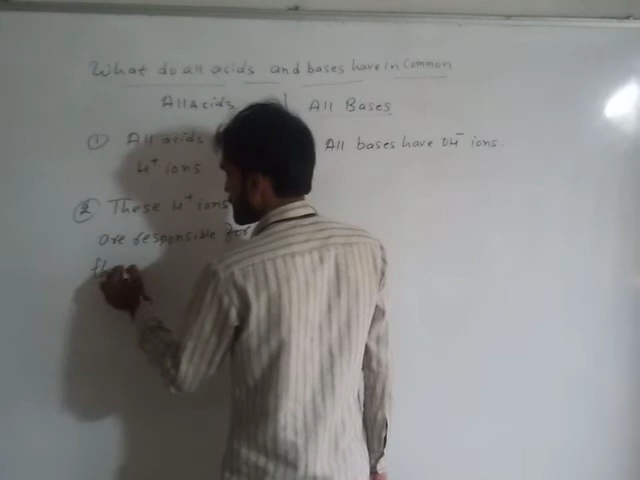 What do all acids and bases have in common
All Acids | All Bases
① All acids All bases have OH⁻ ions.
H⁺ ions
② These H⁺ ions
are responsible for